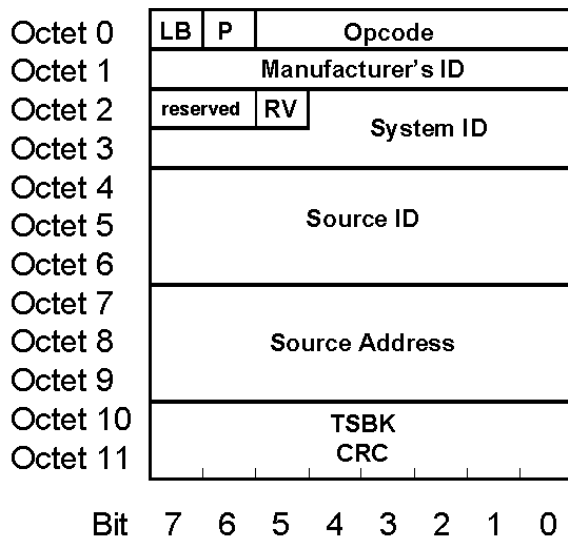 Octet 0 LB P Opcode
Octet 1 Manufacturer's ID
Octet 2 reserved RV
System ID
Octet 3
Octet 4
Octet 5 Source ID
Octet 6
Octet 7
Octet 8 Source Address
Octet 9
Octet 10 TSBK
Octet 11 CRC
Bit 7 6 5 4 3 2 1 0